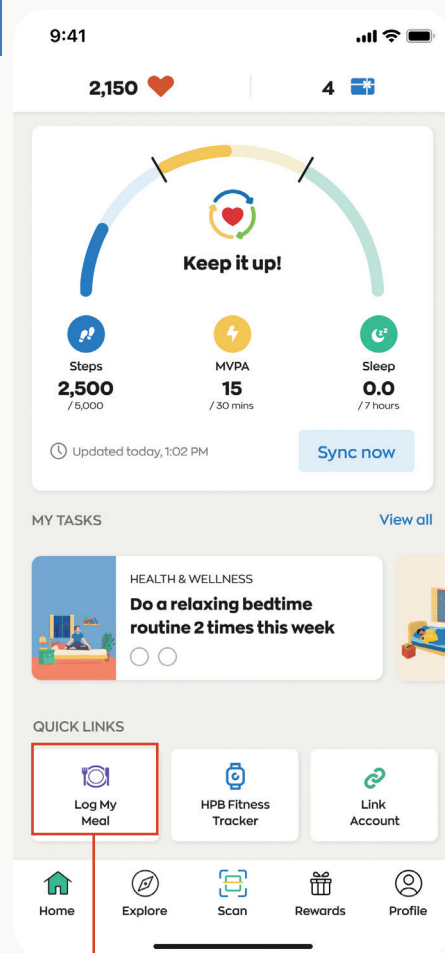 9:41
2,150 4
Keep it up!
Steps MVPA Sleep
2,500 15 0.0
/ 5,000 / 30 mins / 7 hours
Updated today, 1:02 PM Sync now
MY TASKS View all
HEALTH & WELLNESS
Do a relaxing bedtime
routine 2 times this week
QUICK LINKS
Log My HPB Fitness Link
Meal Tracker Account
Home Explore Scan Rewards Profile